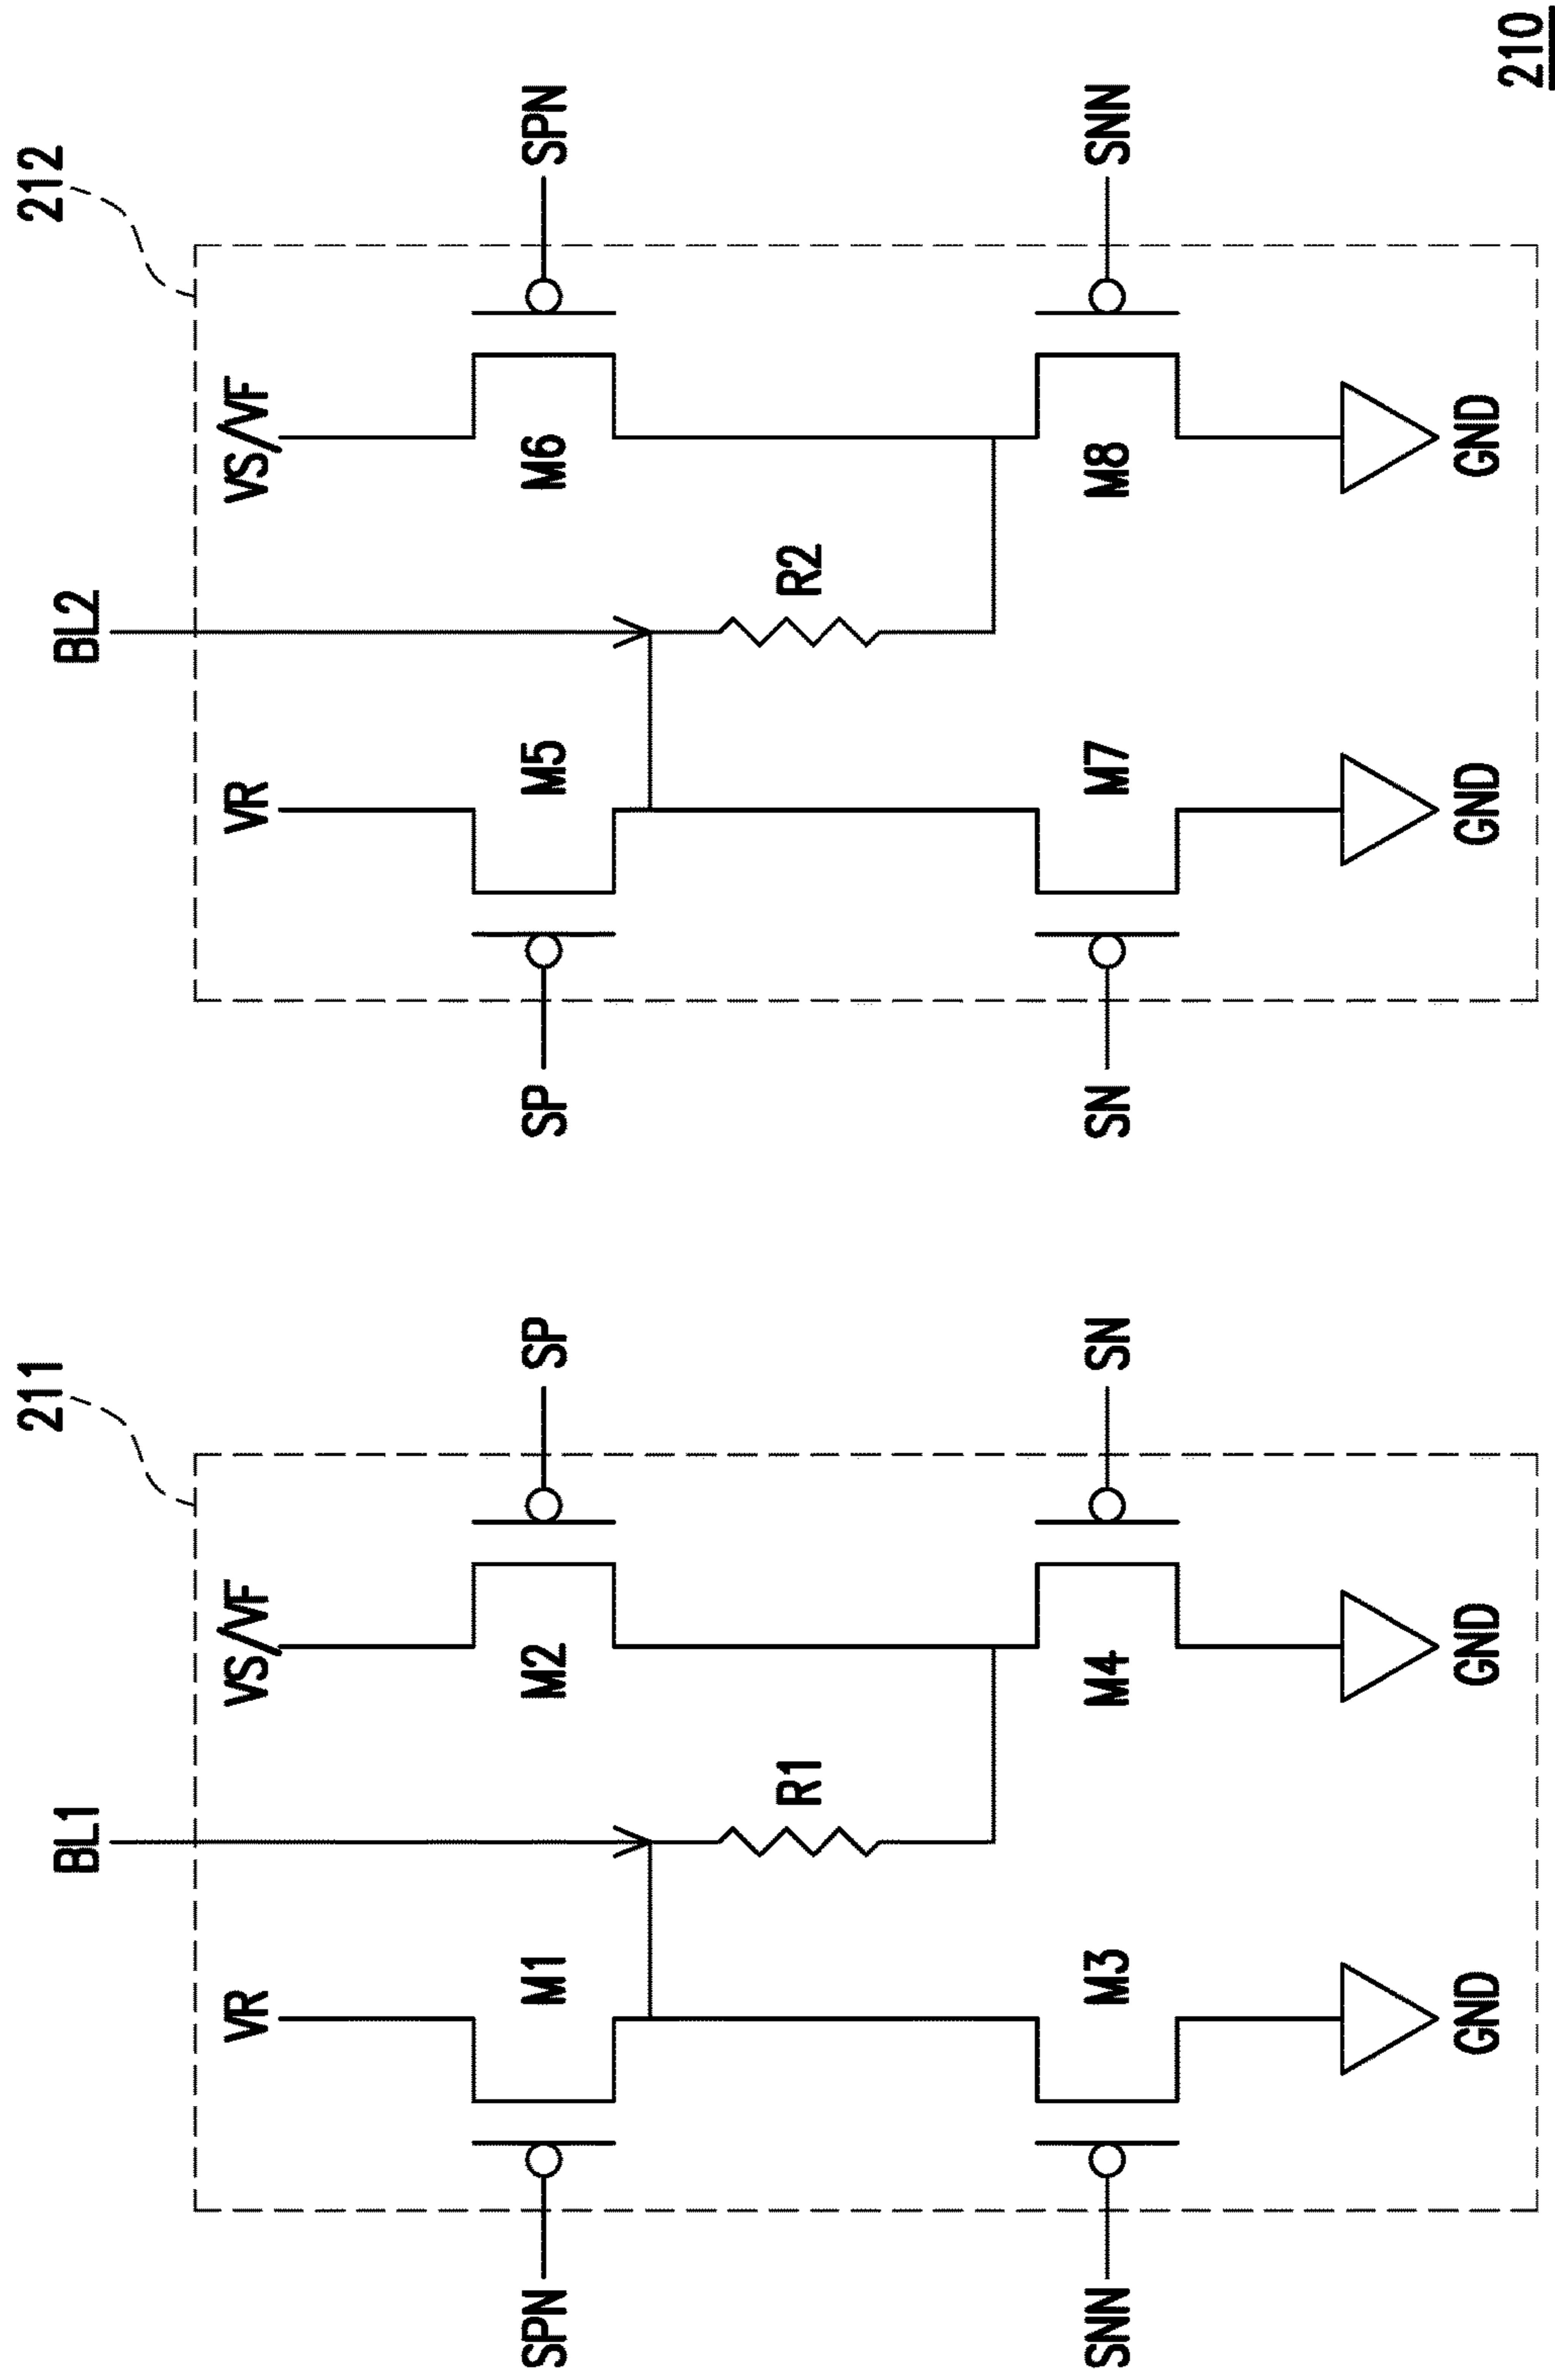 211
212
BL1
BL2
VR
VS/VF
VR
VS/VF
SPN
M1
M2
SP
SP
M5
M6
SPN
R1
R2
SNN
M3
M4
SN
SN
M7
M8
SNN
GND
GND
GND
GND
210